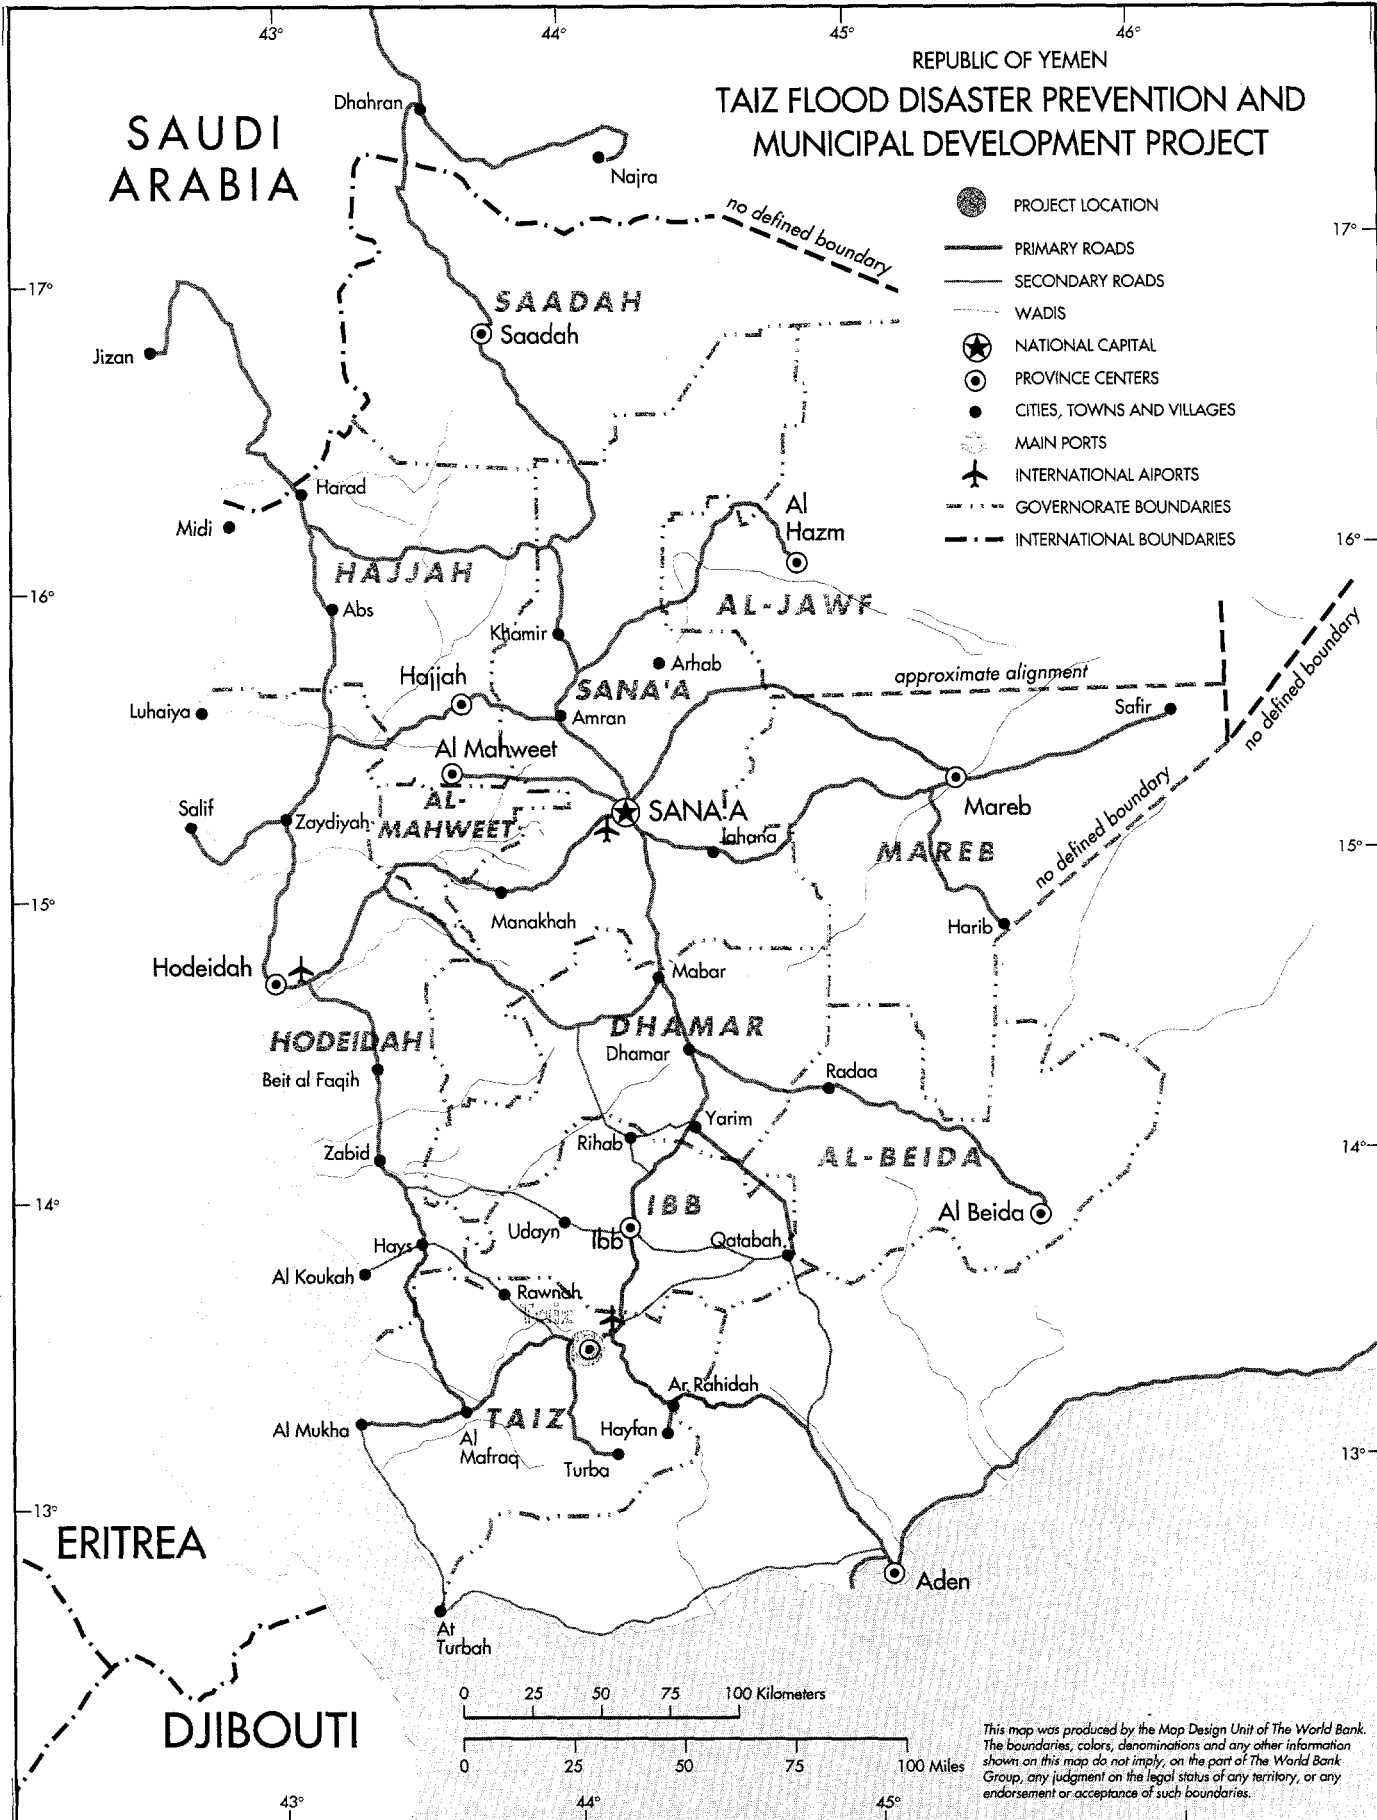 43°
44°
45°
46°
REPUBLIC OF YEMEN
TAIZ FLOOD DISASTER PREVENTION AND
MUNICIPAL DEVELOPMENT PROJECT
PROJECT LOCATION
PRIMARY ROADS
SECONDARY ROADS
WADIS
NATIONAL CAPITAL
PROVINCE CENTERS
CITIES, TOWNS AND VILLAGES
MAIN PORTS
INTERNATIONAL AIPORTS
GOVERNORATE BOUNDARIES
INTERNATIONAL BOUNDARIES
SAUDI
ARABIA
Dhahran
Najra
no defined boundary
17°
17°
SAADAH
Saadah
Jizan
Harad
Midi
Al
Hazm
16°
16°
HAJJAH
AL-JAWF
Abs
Khamir
Arhab
Hajjah
SANA'A
approximate alignment
Safir
no defined boundary
Luhaiya
Amran
Al Mahweet
AL-
MAHWEET
Salif
Zaydiyah
SANA'A
Jahana
Mareb
MAREB
no defined boundary
15°
15°
Manakhah
Harib
Hodeidah
Mabar
HODEIDAH
DHAMAR
Dhamar
Beit al Faqih
Radaa
Yarim
Rihab
Zabid
14°
14°
AL-BEIDA
IBB
Al Beida
Udayn
Ibb
Qatabah
Hays
Al Koukah
Rawnah
Taiz
Ar Rahidah
TAIZ
Hayfan
Al Mukha
Al
Mafraq
Turba
13°
13°
ERITREA
Aden
At
Turbah
DJIBOUTI
0 25 50 75 100 Kilometers
0 25 50 75 100 Miles
This map was produced by the Map Design Unit of The World Bank.
The boundaries, colors, denominations and any other information
shown on this map do not imply, on the part of The World Bank
Group, any judgment on the legal status of any territory, or any
endorsement or acceptance of such boundaries.
43°
44°
45°